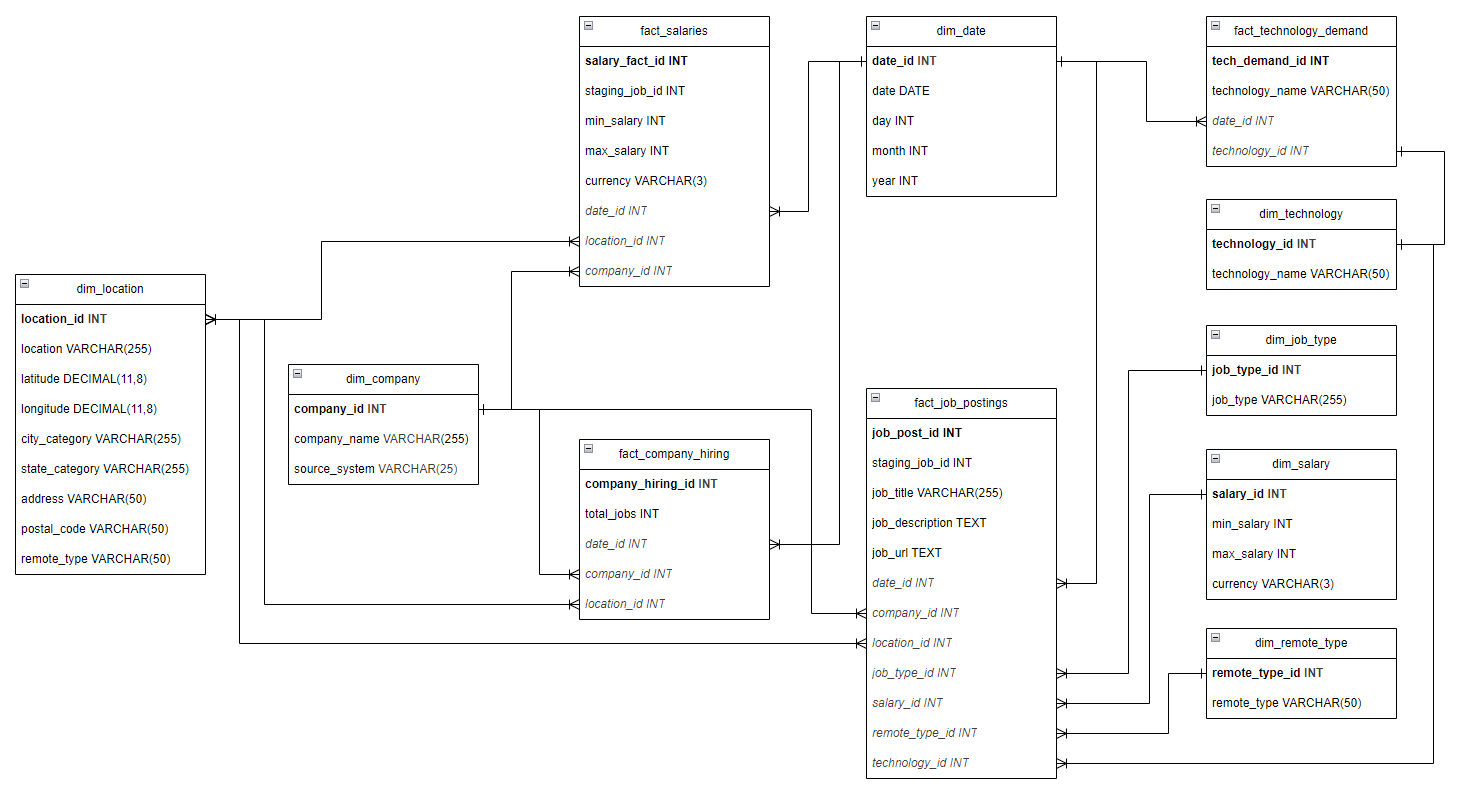 fact_salaries
salary_fact_id INT
staging_job_id INT
min_salary INT
max_salary INT
currency VARCHAR(3)
date_id INT
location_id INT
company_id INT
dim_date
date_id INT
date DATE
day INT
month INT
year INT
fact_technology_demand
tech_demand_id INT
technology_name VARCHAR(50)
date_id INT
technology_id INT
dim_technology
technology_id INT
technology_name VARCHAR(50)
dim_location
location_id INT
location VARCHAR(255)
latitude DECIMAL(11,8)
longitude DECIMAL(11,8)
city_category VARCHAR(255)
state_category VARCHAR(255)
address VARCHAR(50)
postal_code VARCHAR(50)
remote_type VARCHAR(50)
dim_company
company_id INT
company_name VARCHAR(255)
source_system VARCHAR(25)
fact_company_hiring
company_hiring_id INT
total_jobs INT
date_id INT
company_id INT
location_id INT
fact_job_postings
job_post_id INT
staging_job_id INT
job_title VARCHAR(255)
job_description TEXT
job_url TEXT
date_id INT
company_id INT
location_id INT
job_type_id INT
salary_id INT
remote_type_id INT
technology_id INT
dim_job_type
job_type_id INT
job_type VARCHAR(255)
dim_salary
salary_id INT
min_salary INT
max_salary INT
currency VARCHAR(3)
dim_remote_type
remote_type_id INT
remote_type VARCHAR(50)